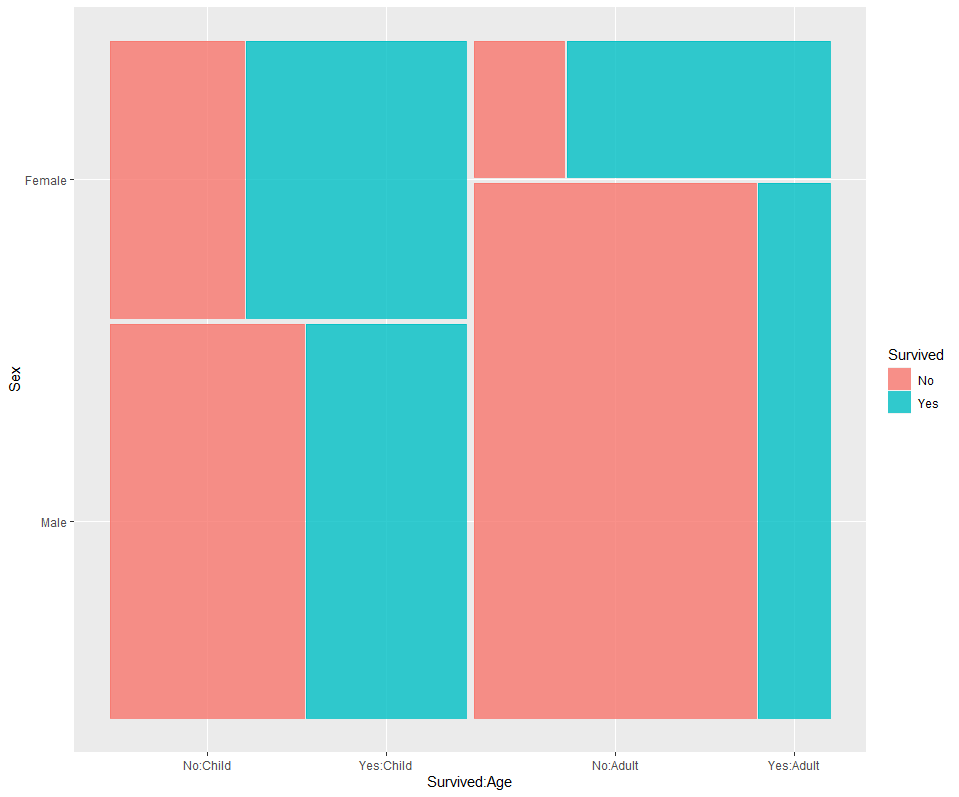 Female
Male
Sex
No:Child
Yes:Child
No:Adult
Yes:Adult
Survived:Age
Survived
No
Yes